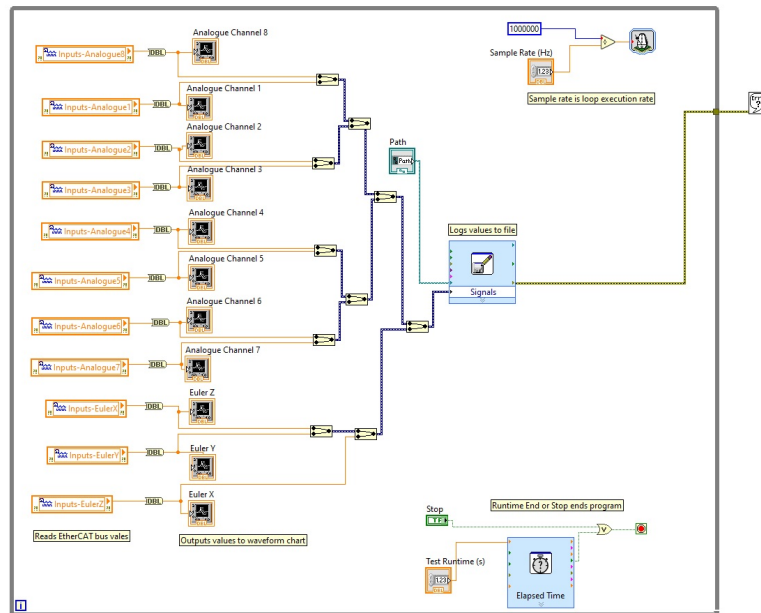 Analogue Channel 8
Inputs-Analogue8
DBL
1000000
Sample Rate (Hz)
1.23
Sample rate is loop execution rate
Analogue Channel 1
Inputs-Analogue1
DBL
Analogue Channel 2
Inputs-Analogue2
DBL
Path
Path
Analogue Channel 3
Inputs-Analogue3
DBL
Analogue Channel 4
Inputs-Analogue4
DBL
Logs values to file
Signals
Analogue Channel 5
Inputs-Analogue5
DBL
Analogue Channel 6
Inputs-Analogue6
DBL
Analogue Channel 7
Inputs-Analogue7
DBL
Euler Z
Inputs-EulerX
DBL
Euler Y
Inputs-EulerY
DBL
Euler X
Inputs-EulerZ
DBL
Reads EtherCAT bus vales
Outputs values to waveform chart
Stop
TF
Runtime End or Stop ends program
Test Runtime (s)
1.23
Elapsed Time
i